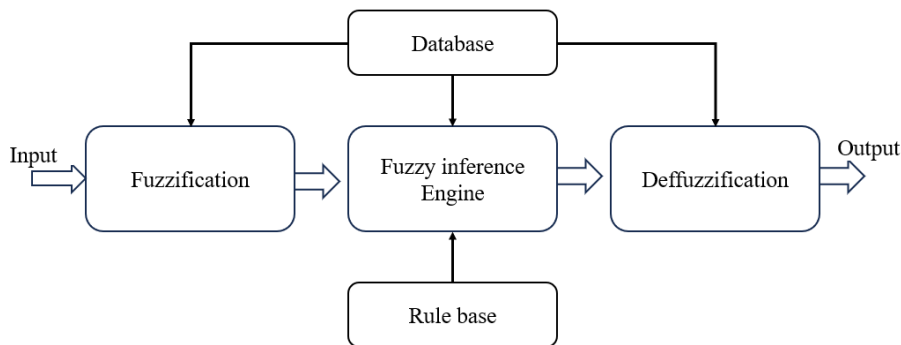 Database
Input
Fuzzification
Fuzzy inference
Engine
Deffuzzification
Output
Rule base